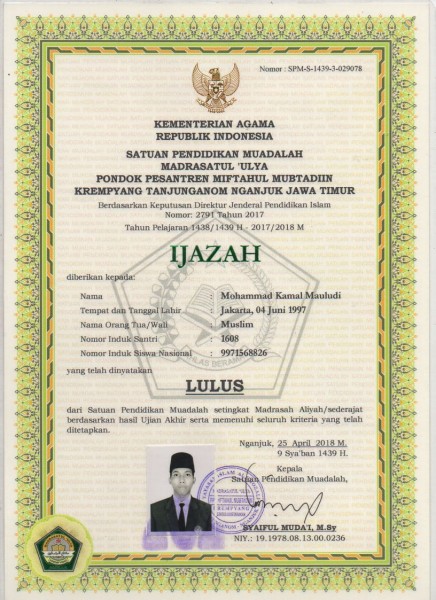 Nomor : SPM-S-1439-3-029078
KEMENTERIAN AGAMA
REPUBLIK INDONESIA
SATUAN PENDIDIKAN MUADALAH
MADRASATUL 'ULYA
PONDOK PESANTREN MIFTAHUL MUBTADIIN
KREMPYANG TANJUNGANOM NGANJUK JAWA TIMUR
Berdasarkan Keputusan Direktur Jenderal Pendidikan Islam
Nomor: 2791 Tahun 2017
Tahun Pelajaran 1438/1439 H - 2017/2018 M
IJAZAH
diberikan kepada:
Nama : Mohammad Kamal Mauludi
Tempat dan Tanggal Lahir : Jakarta, 04 Juni 1997
Nama Orang Tua/Wali : Muslim
Nomor Induk Santri : 1608
Nomor Induk Siswa Nasional : 9971568826
yang telah dinyatakan
LULUS
dari Satuan Pendidikan Muadalah setingkat Madrasah Aliyah/sederajat
berdasarkan hasil Ujian Akhir serta memenuhi seluruh kriteria yang telah
ditetapkan.
Nganjuk, 25 April 2018 M.
9 Sya'ban 1439 H.
Kepala
Satuan Pendidikan Muadalah,
SYAIFUL MUDA'I, M.Sy
NIY.: 19.1978.08.13.00.0236